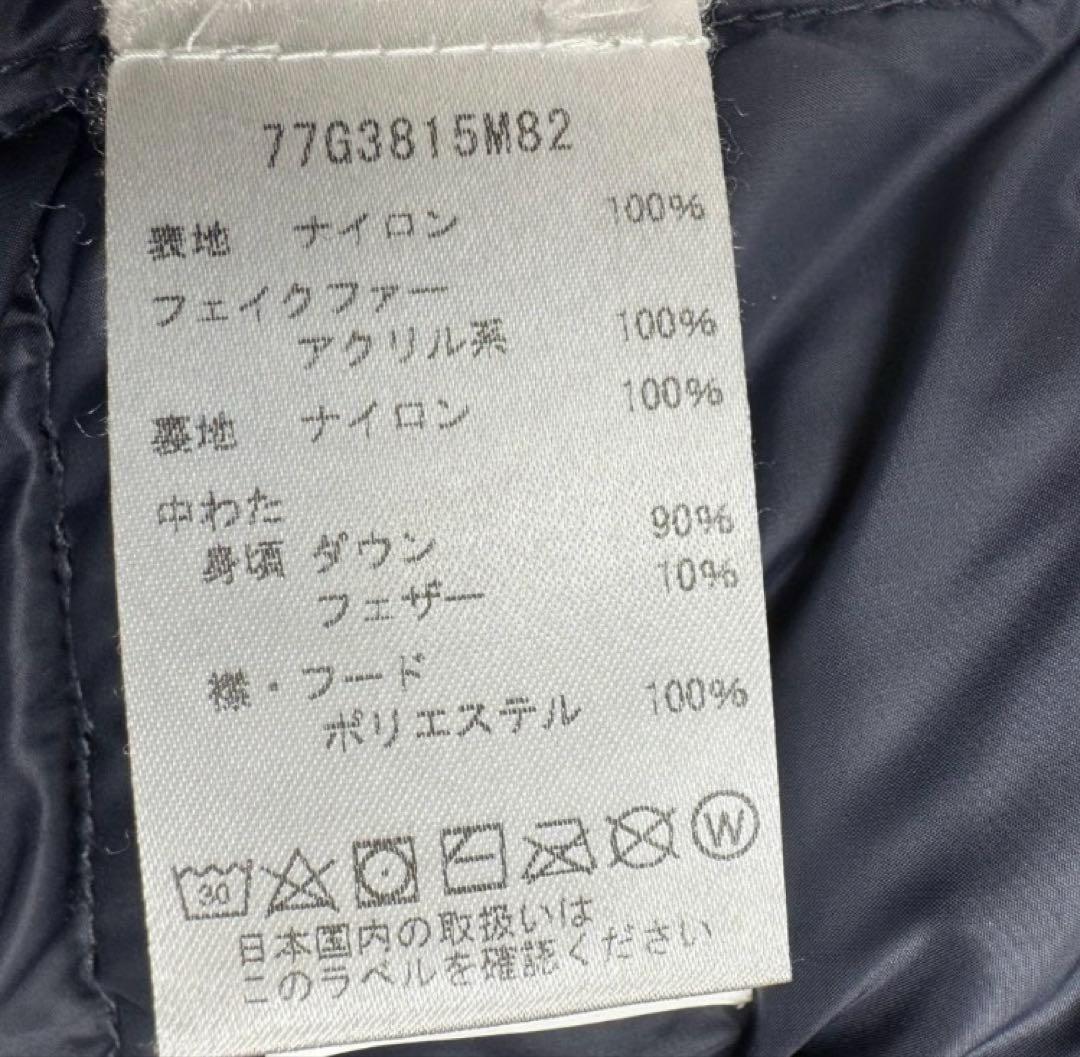 77G3815M82
表地 ナイロン 100%
フェイクファー
アクリル系 100%
裏地 ナイロン 100%
中わた
身頃 ダウン 90%
フェザー 10%
襟・フード
ポリエステル 100%
30
W
日本国内の取扱いは
このラベルを確認ください